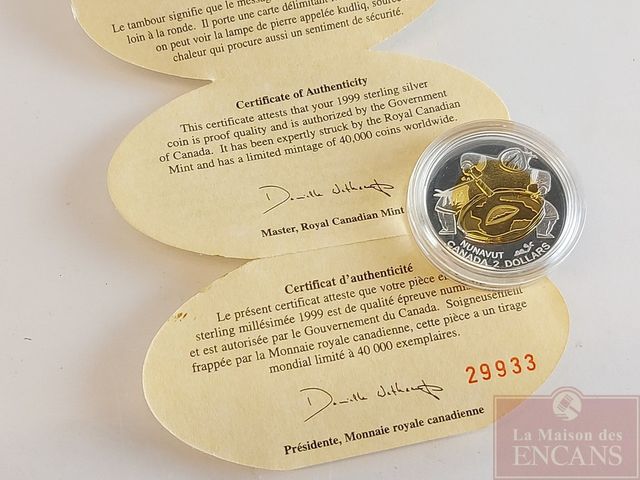 Le tambour signifie que le message
loin à la ronde. Il porte une carte délimitant
on peut voir la lampe de pierre appelée kudliq, source
chaleur qui procure aussi un sentiment de sécurité.
Certificate of Authenticity
This certificate attests that your 1999 sterling silver
coin is proof quality and is authorized by the Government
of Canada. It has been expertly struck by the Royal Canadian
Mint and has a limited mintage of 40,000 coins worldwide.
Master, Royal Canadian Mint
NUNAVUT
CANADA 2 DOLLARS
Certificat d'authenticité
Le présent certificat atteste que votre pièce
sterling millésimée 1999 est de qualité épreuve
et est autorisée par le Gouvernement du Canada. Soigneusement
frappée par la Monnaie royale canadienne, cette pièce a un tirage
mondial limité à 40 000 exemplaires.
29933
Présidente, Monnaie royale canadienne
La Maison des
ENCANS